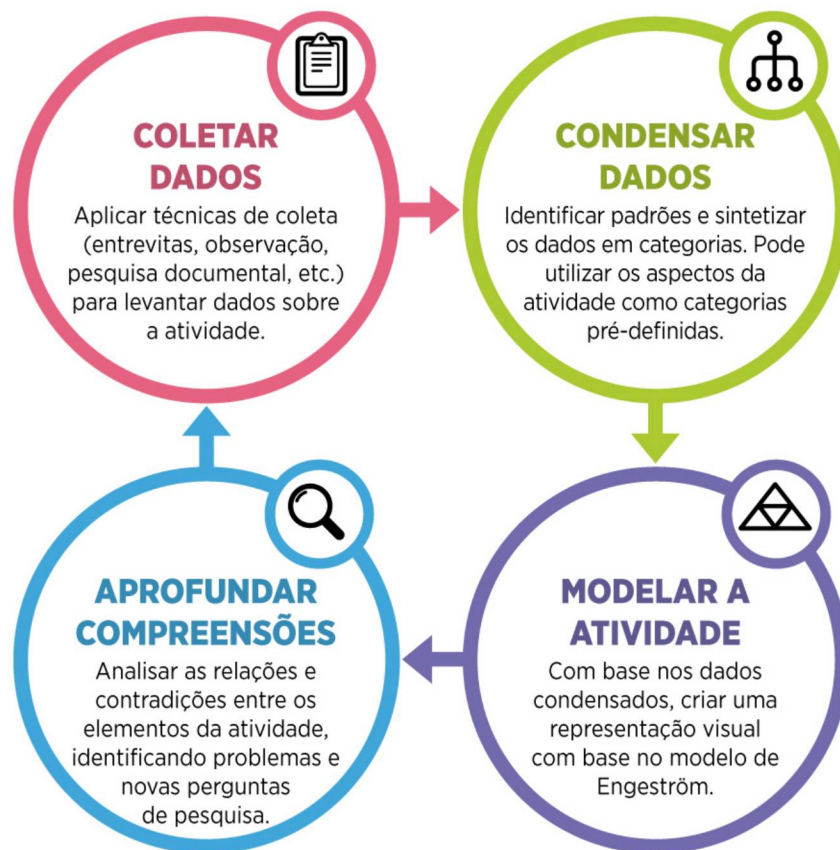 COLETAR
DADOS
Aplicar técnicas de coleta
(entrevitas, observação,
pesquisa documental, etc.)
para levantar dados sobre
a atividade.
CONDENSAR
DADOS
Identificar padrões e sintetizar
os dados em categorias. Pode
utilizar os aspectos da
atividade como categorias
pré-definidas.
MODELAR A
ATIVIDADE
Com base nos dados
condensados, criar uma
representação visual
com base no modelo de
Engeström.
APROFUNDAR
COMPREENSÕES
Analisar as relações e
contradições entre os
elementos da atividade,
identificando problemas e
novas perguntas
de pesquisa.